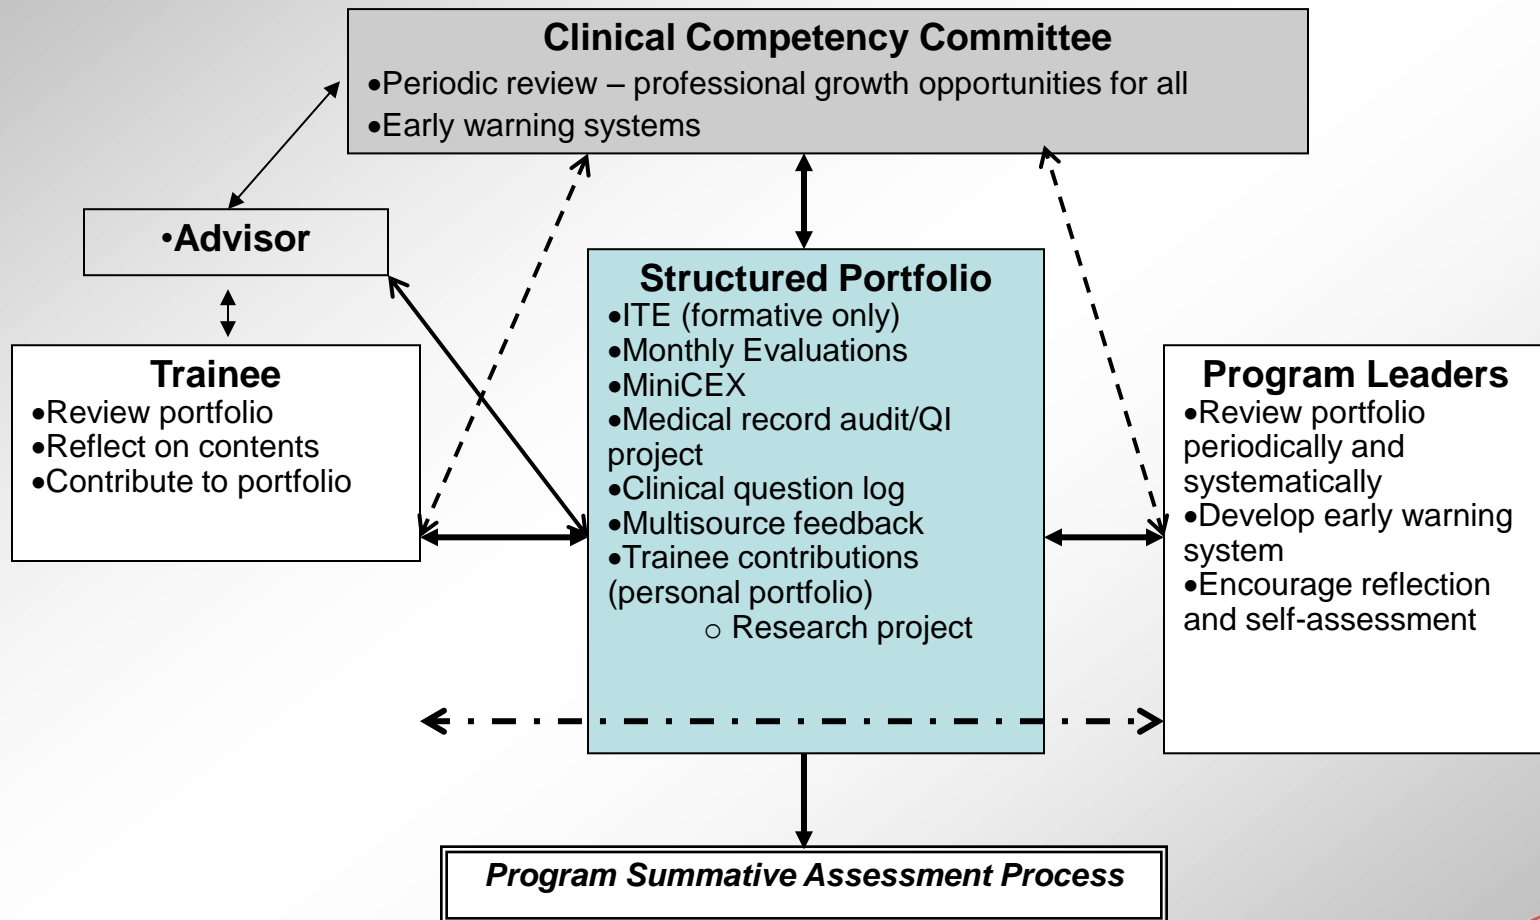 Clinical Competency Committee
•Periodic review – professional growth opportunities for all
•Early warning systems
•Advisor
Trainee
•Review portfolio
•Reflect on contents
•Contribute to portfolio
Structured Portfolio
•ITE (formative only)
•Monthly Evaluations
•MiniCEX
•Medical record audit/QI
project
•Clinical question log
•Multisource feedback
•Trainee contributions
(personal portfolio)
o Research project
Program Leaders
•Review portfolio
periodically and
systematically
•Develop early warning
system
•Encourage reflection
and self-assessment
Program Summative Assessment Process